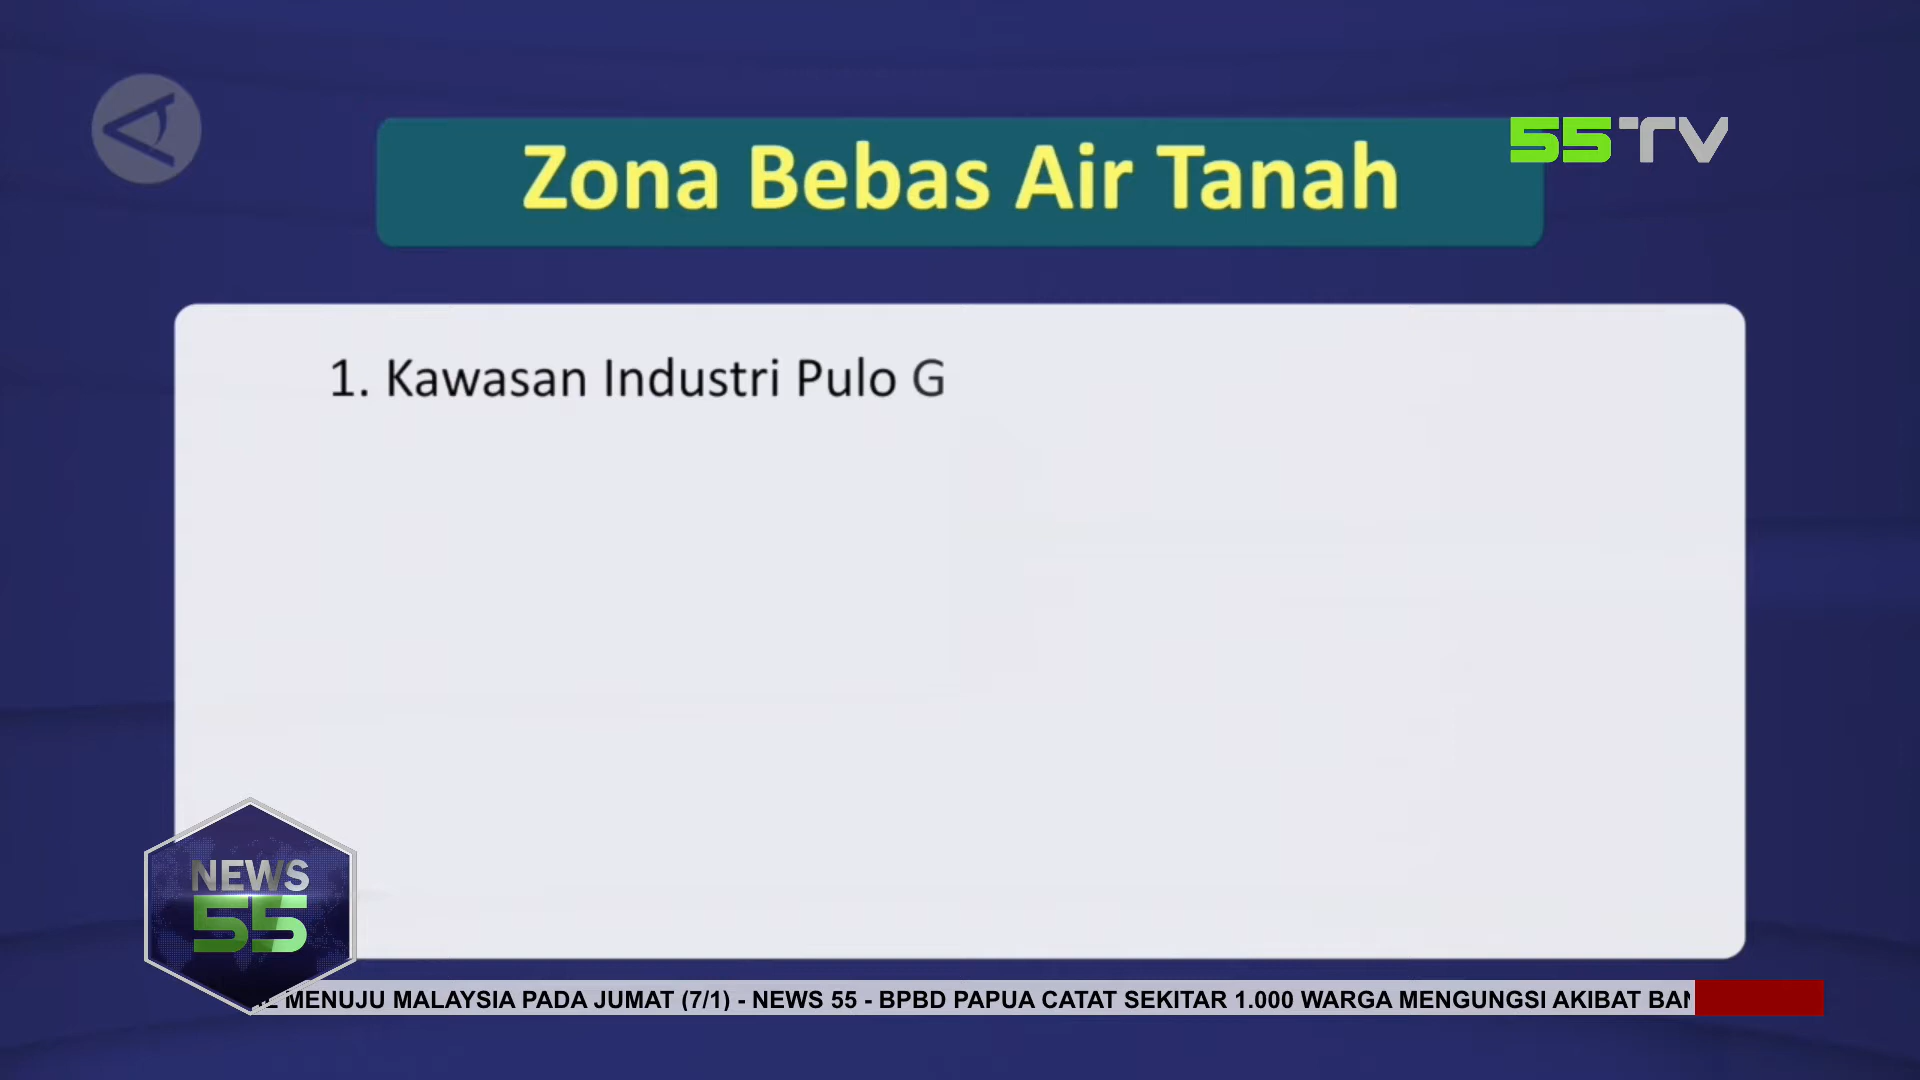 55TV
Zona Bebas Air Tanah
1. Kawasan Industri Pulo G
NEWS
55
MENUJU MALAYSIA PADA JUMAT (7/1) - NEWS 55 - BPBD PAPUA CATAT SEKITAR 1.000 WARGA MENGUNGSI AKIBAT